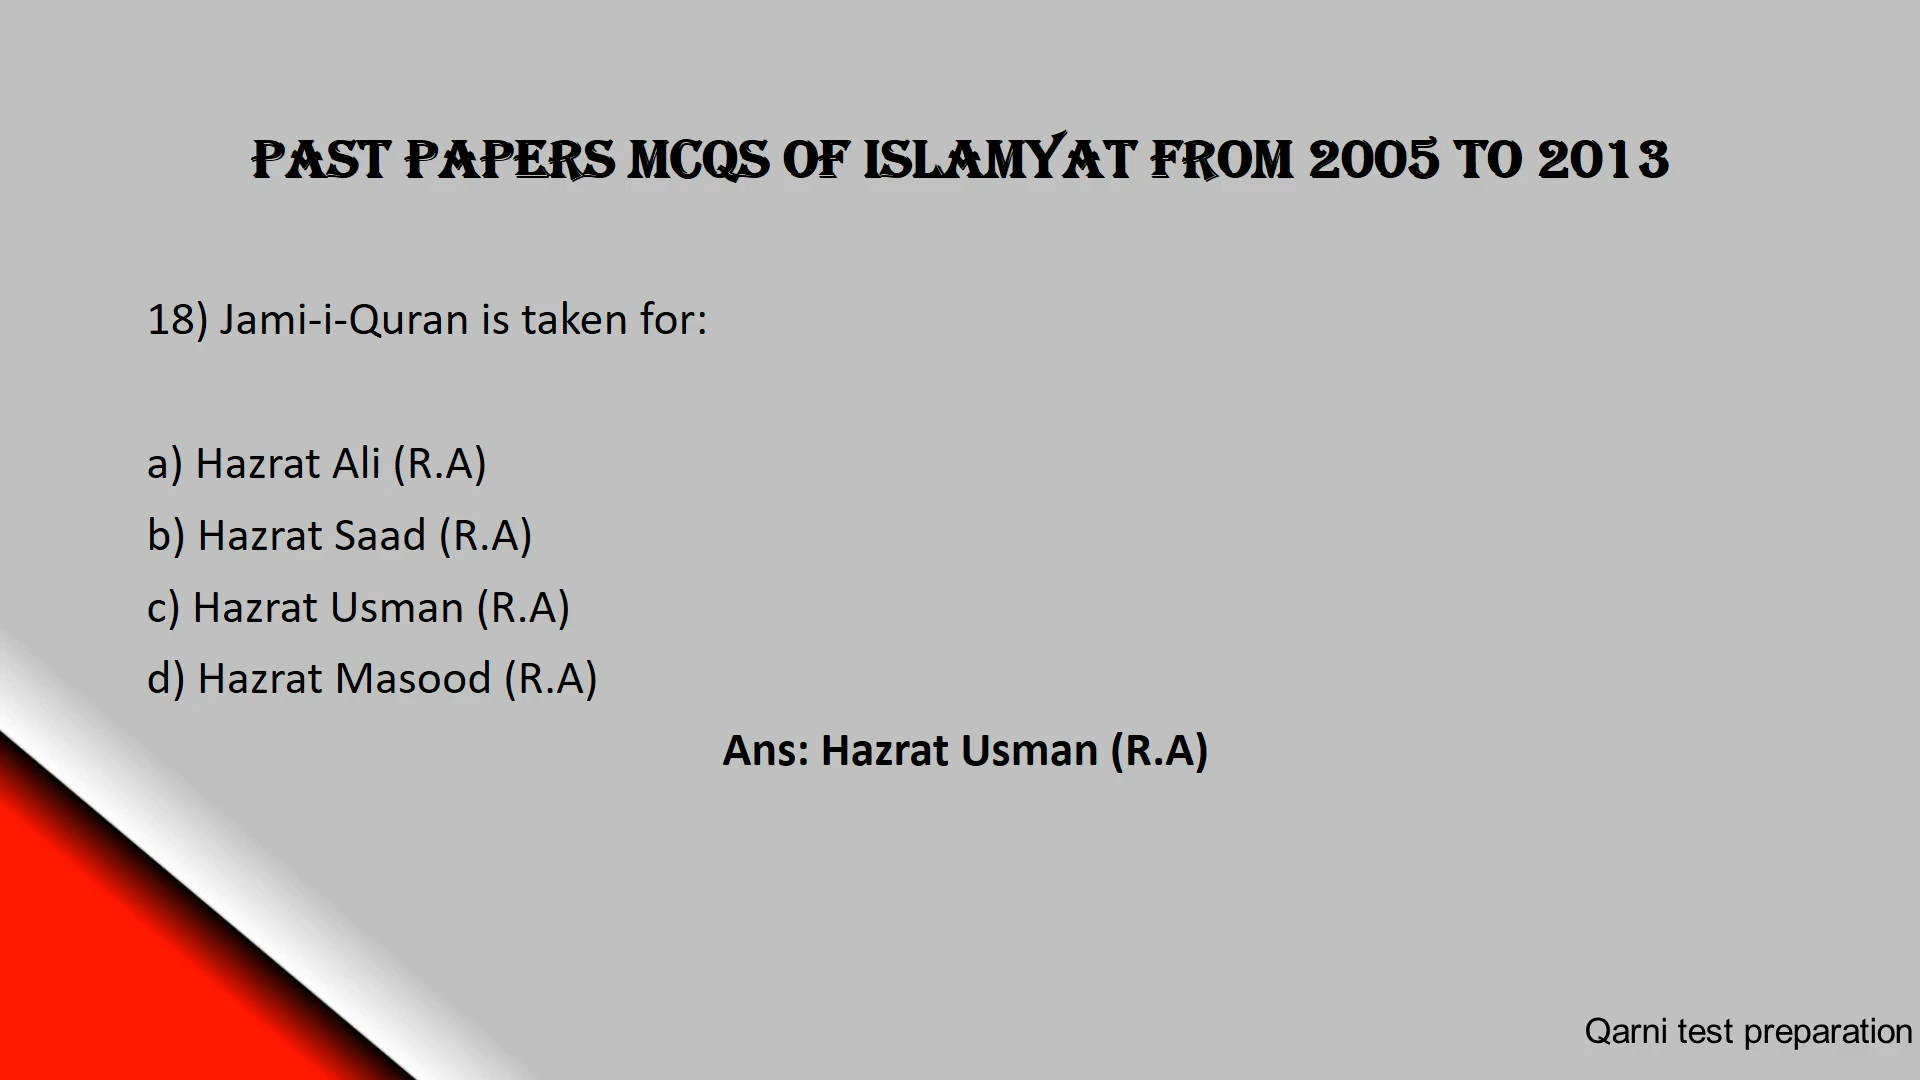 PAST PAPERS MCQS OF ISLAMYAT FROM 2005 TO 2013
18) Jami-i-Quran is taken for:
a) Hazrat Ali (R.A)
b) Hazrat Saad (R.A)
c) Hazrat Usman (R.A)
d) Hazrat Masood (R.A)
Ans: Hazrat Usman (R.A)
Qarni test preparation